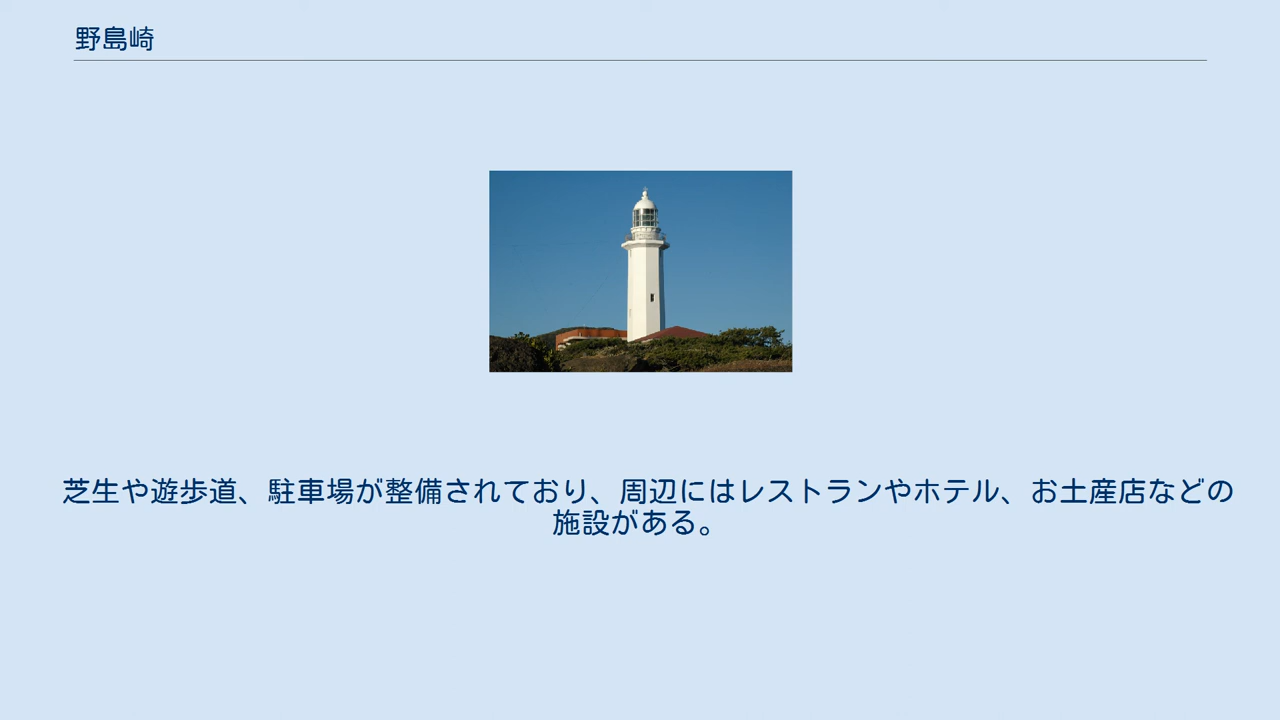 野島崎
芝生や遊歩道、駐車場が整備されており、周辺にはレストランやホテル、お土産店などの
施設がある。